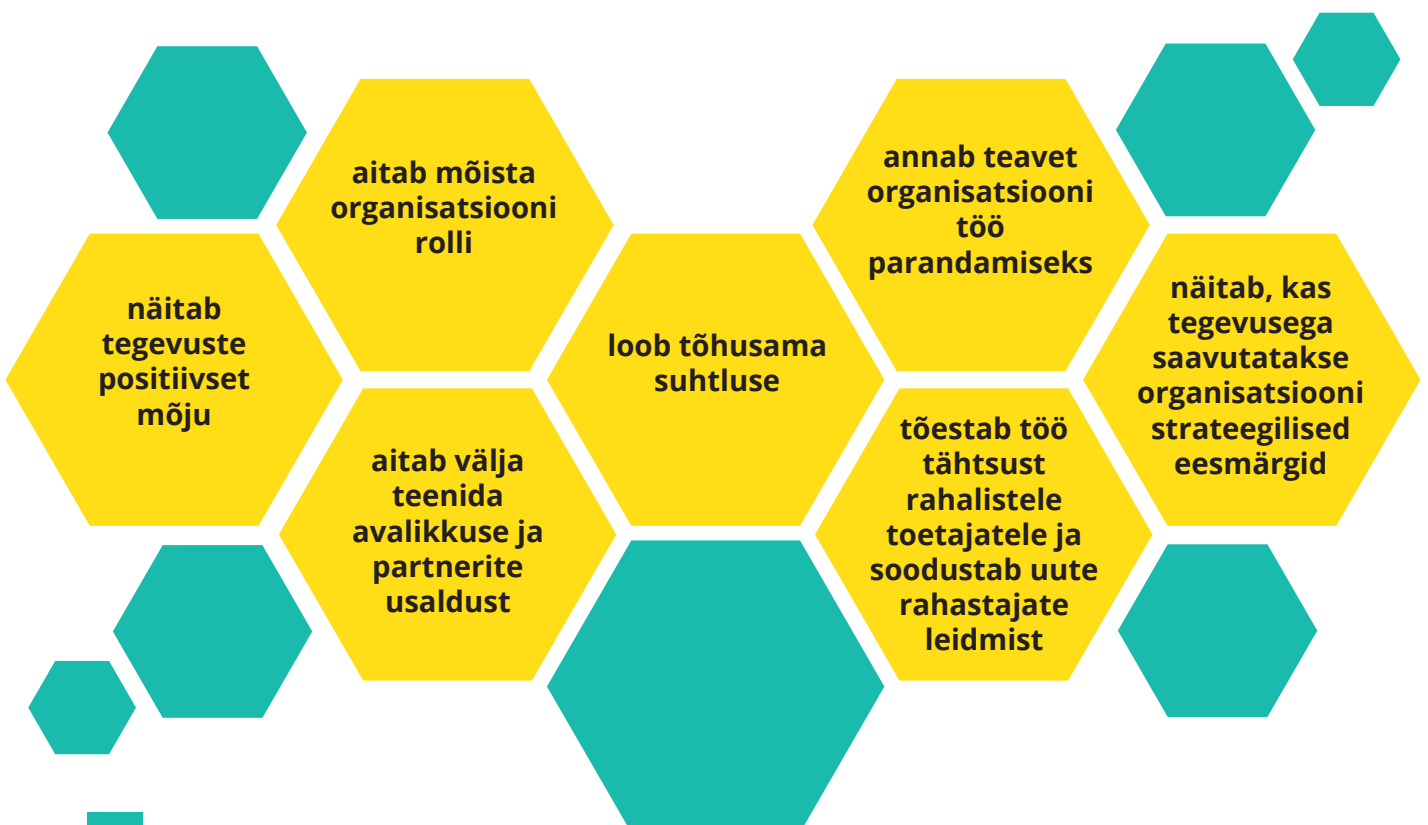 näitab
tegevuste
positiivset
mõju
aitab mõista
organisatsiooni
rolli
aitab välja
teenida
avalikkuse ja
partnerite
usaldust
loob tõhusama
suhtluse
annab teavet
organisatsiooni
töö
parandamiseks
tõestab töö
tähtsust
rahalistele
toetajatele ja
soodustab uute
rahastajate
leidmist
näitab, kas
tegevusega
saavutatakse
organisatsiooni
strateegilised
eesmärgid